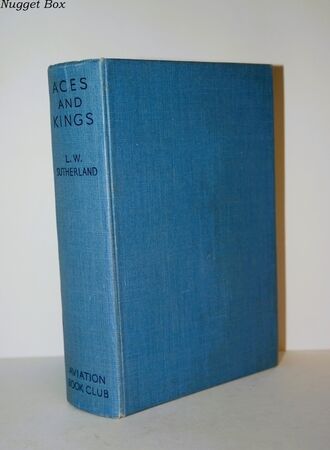 Nugget Box
ACES
AND
KINGS
L. W.
SUTHERLAND
AVIATION
BOOK CLUB